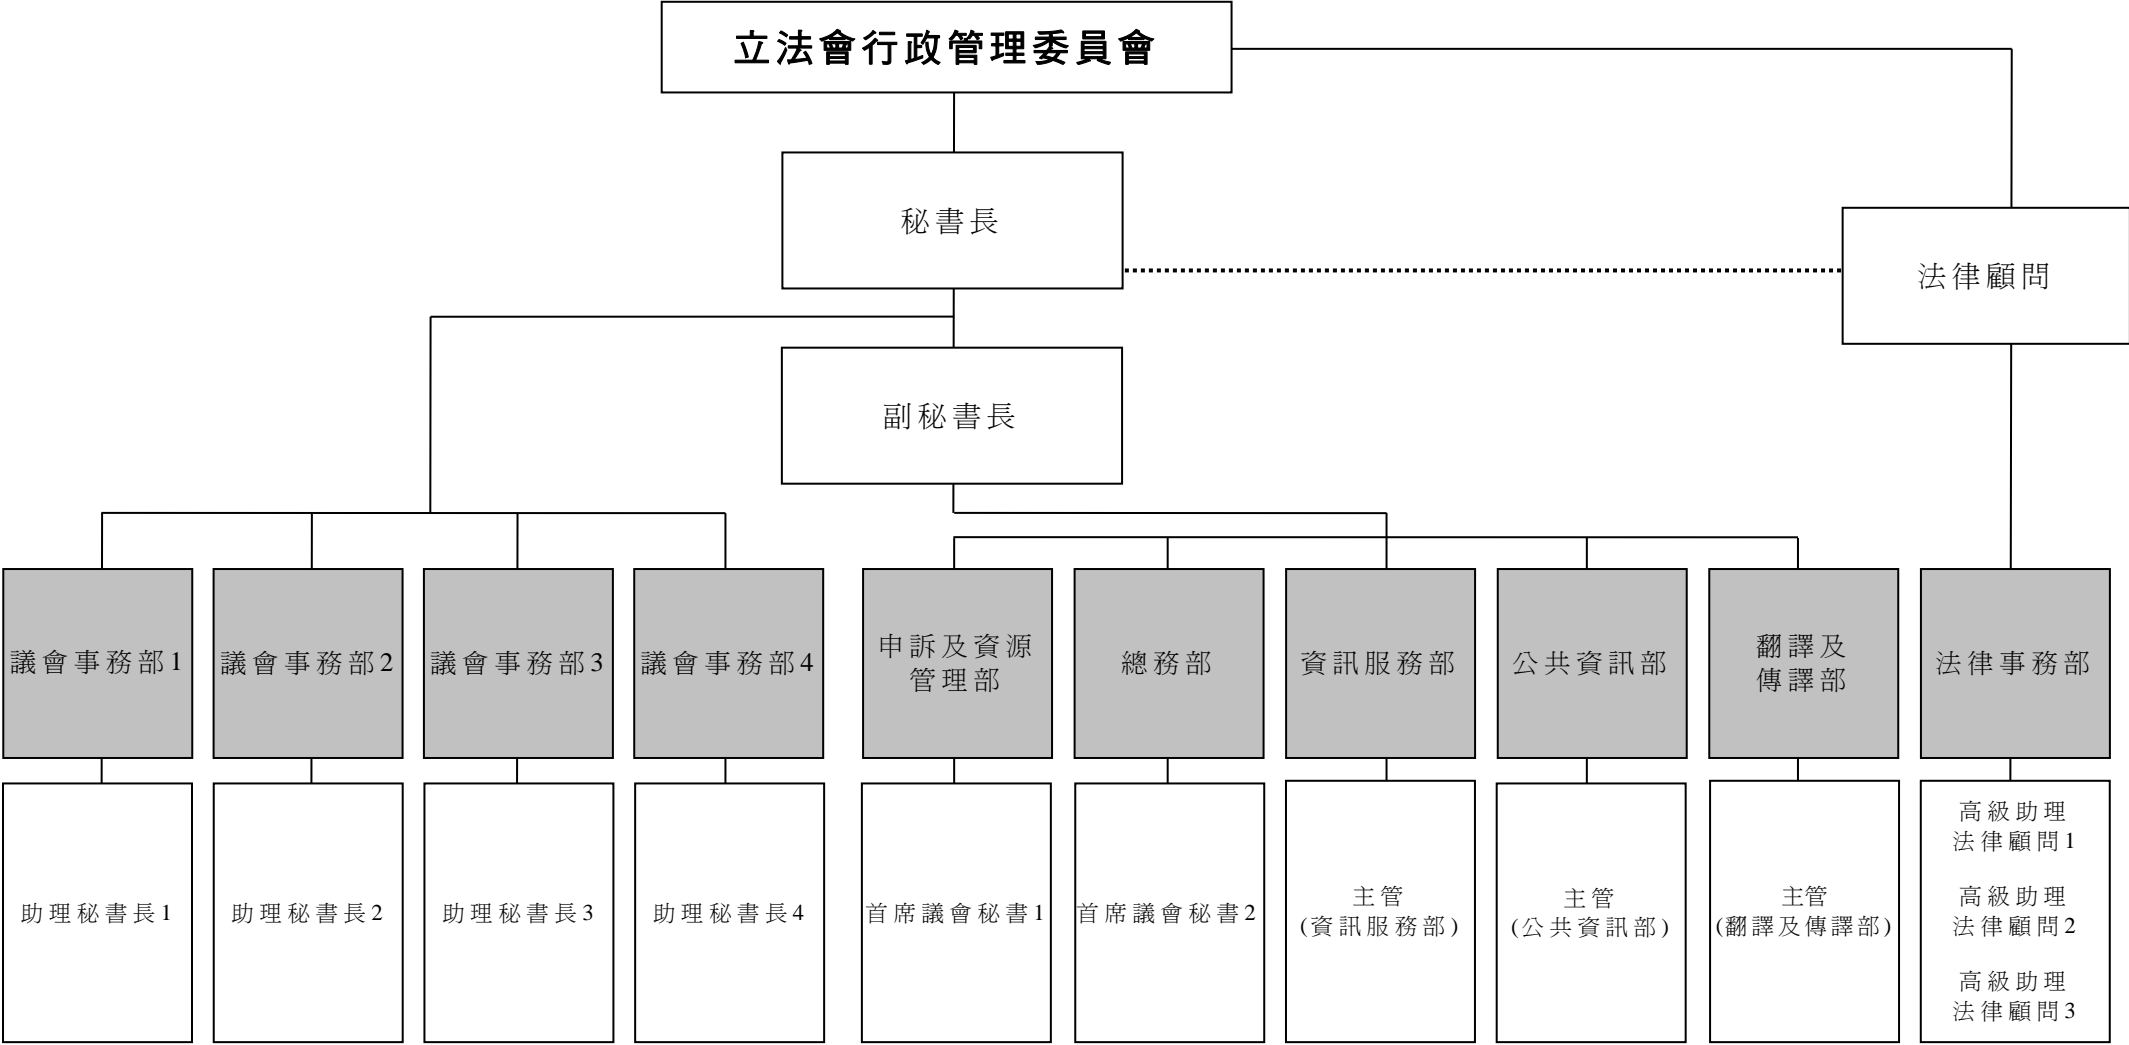 立法會行政管理委員會
秘書長
法律顧問
副秘書長
議會事務部1
議會事務部2
議會事務部3
議會事務部4
申訴及資源
管理部
總務部
資訊服務部
公共資訊部
翻譯及
傳譯部
法律事務部
助理秘書長1
助理秘書長2
助理秘書長3
助理秘書長4
首席議會秘書1
首席議會秘書2
主管
(資訊服務部)
主管
(公共資訊部)
主管
(翻譯及傳譯部)
高級助理
法律顧問1
高級助理
法律顧問2
高級助理
法律顧問3